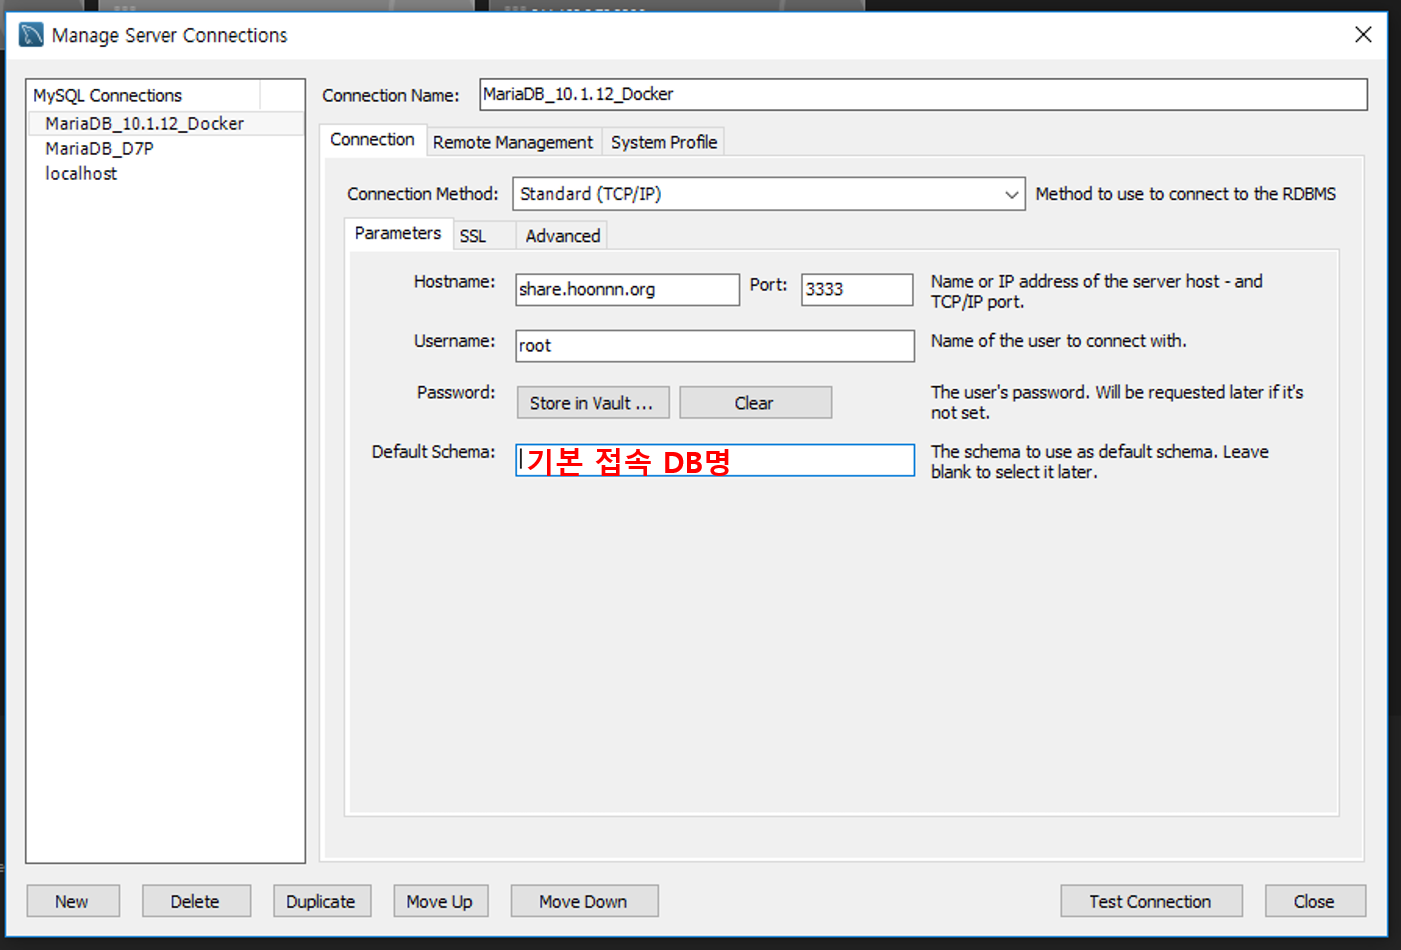 Manage Server Connections
MySQL Connections
MariaDB_10.1.12_Docker
MariaDB_D7P
localhost
Connection Name: MariaDB_10.1.12_Docker
Connection Remote Management System Profile
Connection Method: Standard (TCP/IP) Method to use to connect to the RDBMS
Parameters SSL Advanced
Hostname: share.hoonnn.org Port: 3333 Name or IP address of the server host - and
TCP/IP port.
Username: root Name of the user to connect with.
Password: Store in Vault ... Clear The user's password. Will be requested later if it's
not set.
Default Schema: 기본 접속 DB명 The schema to use as default schema. Leave
blank to select it later.
New Delete Duplicate Move Up Move Down Test Connection Close